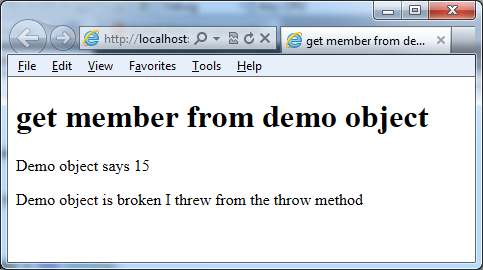 http://localhost:
get member from de...
File Edit View Favorites Tools Help
get member from demo object
Demo object says 15
Demo object is broken I threw from the throw method